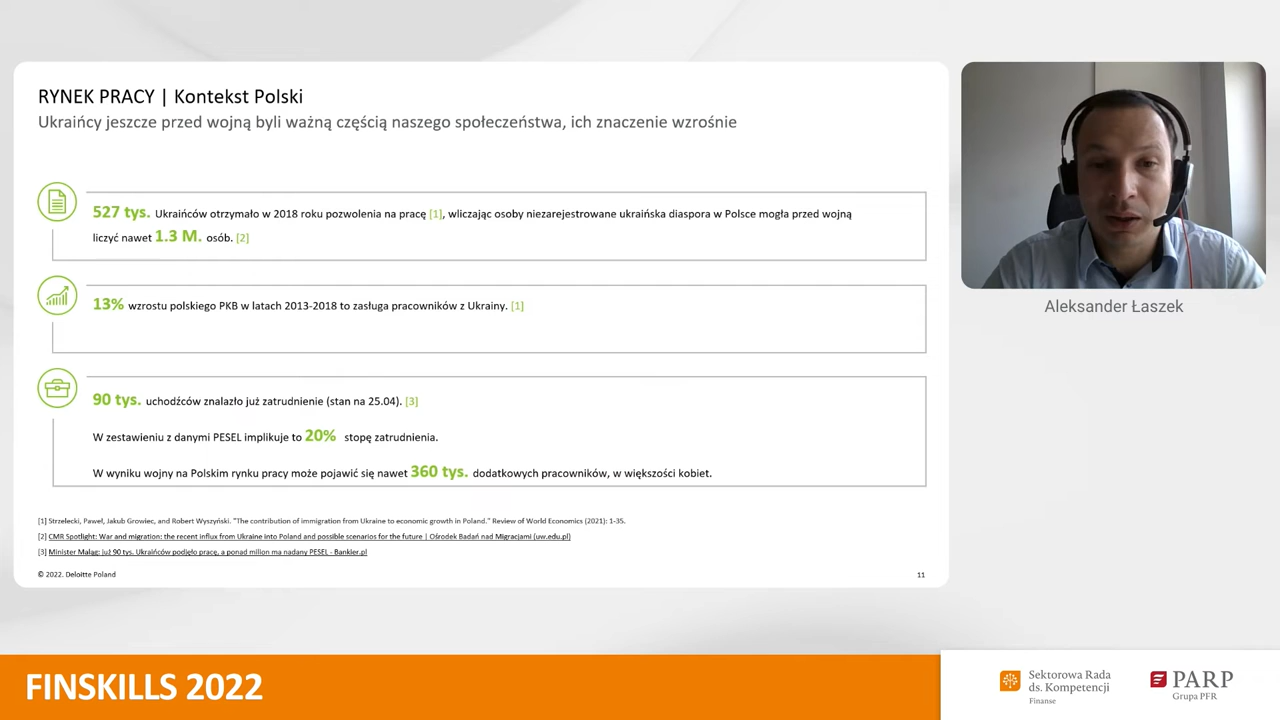 RYNEK PRACY | Kontekst Polski
Ukraińcy jeszcze przed wojną byli ważną częścią naszego społeczeństwa, ich znaczenie wzrośnie
527 tys. Ukraińców otrzymało w 2018 roku pozwolenia na pracę [1], wliczając osoby niezarejestrowane ukraińska diaspora w Polsce mogła przed wojną
liczyć nawet 1.3 M. osób. [2]
13% wzrostu polskiego PKB w latach 2013-2018 to zasługa pracowników z Ukrainy. [1]
90 tys. uchodźców znalazło już zatrudnienie (stan na 25.04). [3]
W zestawieniu z danymi PESEL implikuje to 20% stopę zatrudnienia.
W wyniku wojny na Polskim rynku pracy może pojawić się nawet 360 tys. dodatkowych pracowników, w większości kobiet.
[1] Strzelecki, Paweł, Jakub Growiec, and Robert Wyszyński. "The contribution of immigration from Ukraine to economic growth in Poland." Review of World Economics (2021): 1-35.
[2] CMR Spotlight: War and migration: the recent influx from Ukraine into Poland and possible scenarios for the future | Ośrodek Badań nad Migracjami (uw.edu.pl)
[3] Minister Maląg: już 90 tys. Ukraińców podjęło pracę, a ponad milion ma nadany PESEL - Bankier.pl
© 2022. Deloitte Poland
11
Aleksander Łaszek
FINSKILLS 2022
Sektorowa Rada
ds. Kompetencji
Finanse
PARP
Grupa PFR